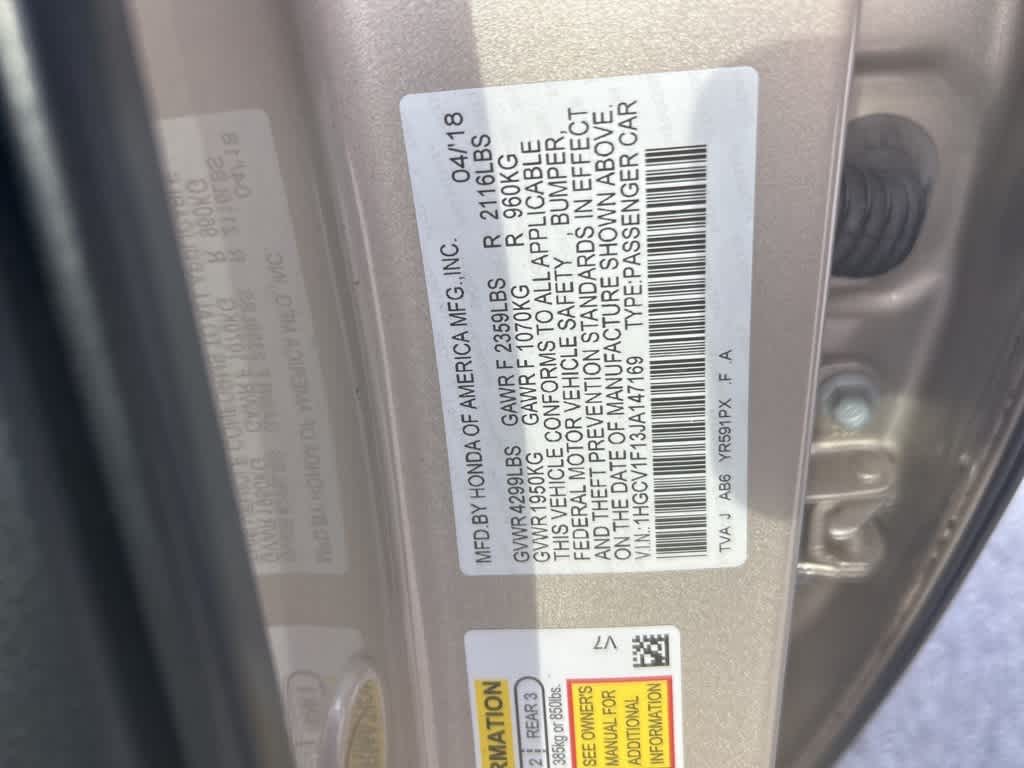 MFD.BY HONDA OF AMERICA MFG.,INC. 04/'18
GVWR 4299LBS GAWR F 2359LBS R 2116LBS
GVWR 1950KG GAWR F 1070KG R 960KG
THIS VEHICLE CONFORMS TO ALL APPLICABLE
FEDERAL MOTOR VEHICLE SAFETY , BUMPER,
AND THEFT PREVENTION STANDARDS, IN EFFECT
ON THE DATE OF MANUFACTURE SHOWN ABOVE.
V.I.N.:1HGCV1F13JA147169 TYPE:PASSENGER CAR
TVA J AB6 YR591PX .F .A
V7
RMATION
2 REAR 3
385kg or 850lbs.
SEE OWNER'S
MANUAL FOR
ADDITIONAL
INFORMATION